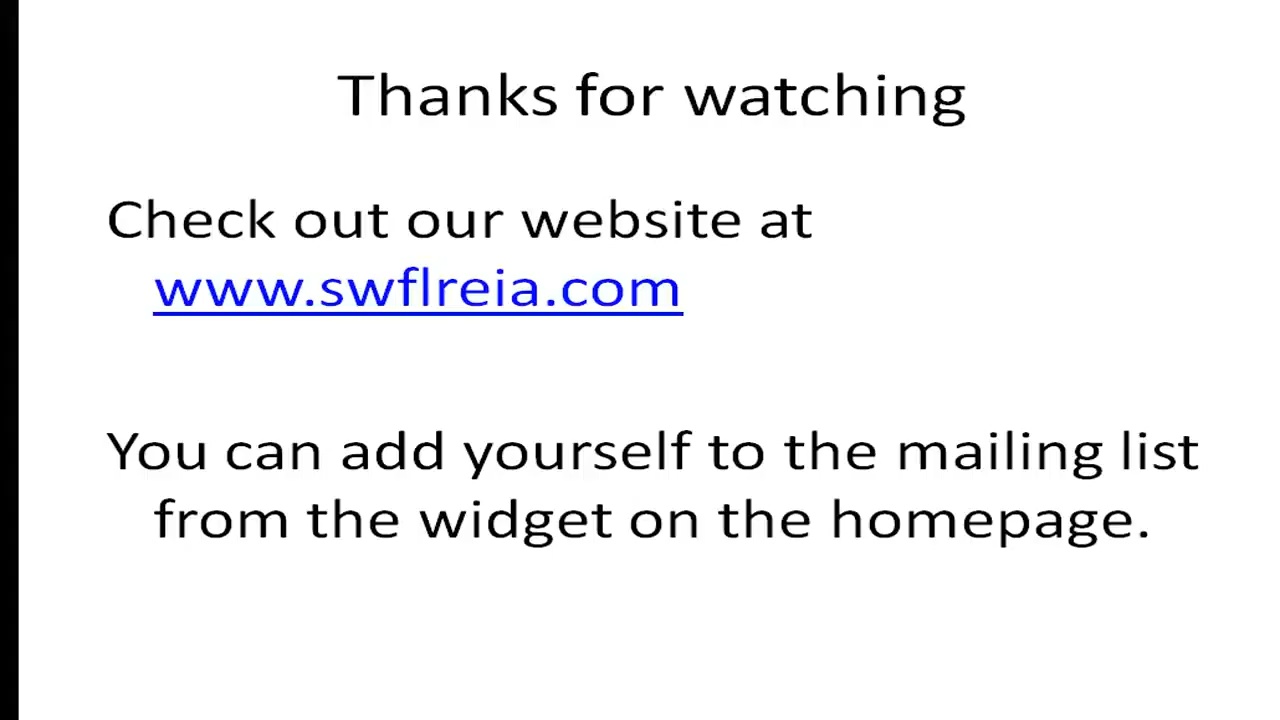 Thanks for watching
Check out our website at
www.swflreia.com
You can add yourself to the mailing list
from the widget on the homepage.